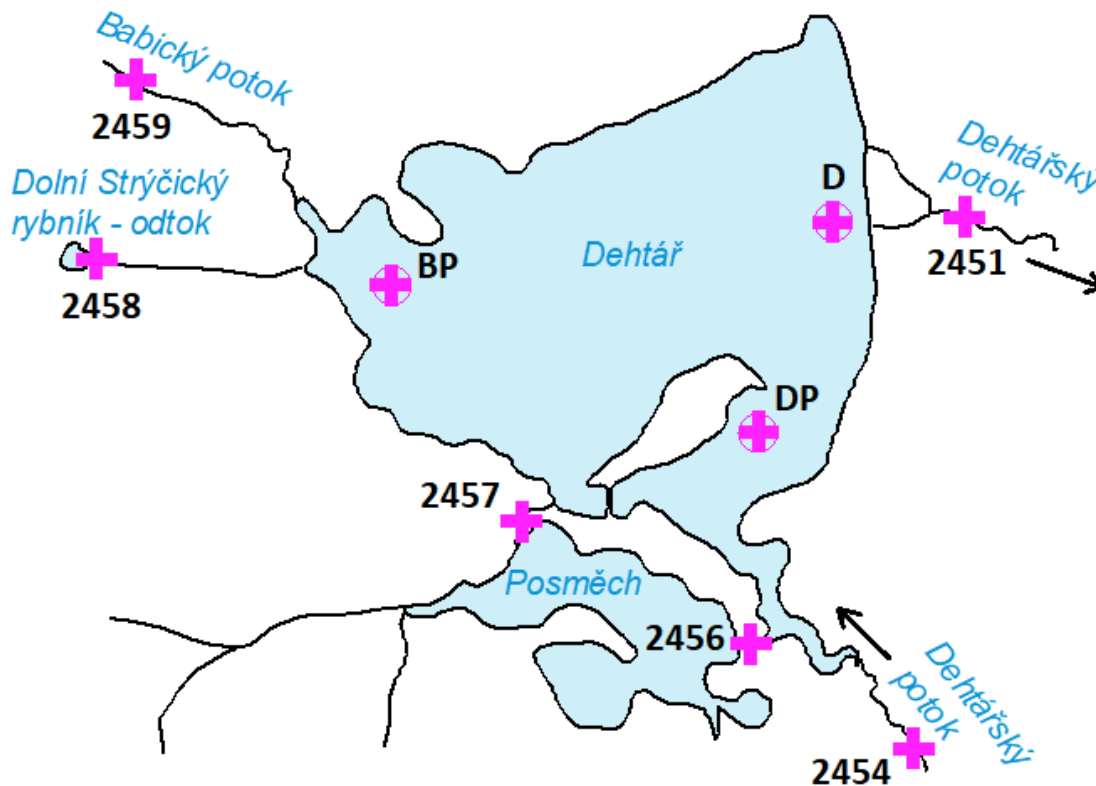 Babický potok
2459
Dolní Strýčický
rybník - odtok
2458
BP
Dehtář
D
Dehtářský
potok
2451
DP
2457
Posměch
2456
Dehtářský
potok
2454